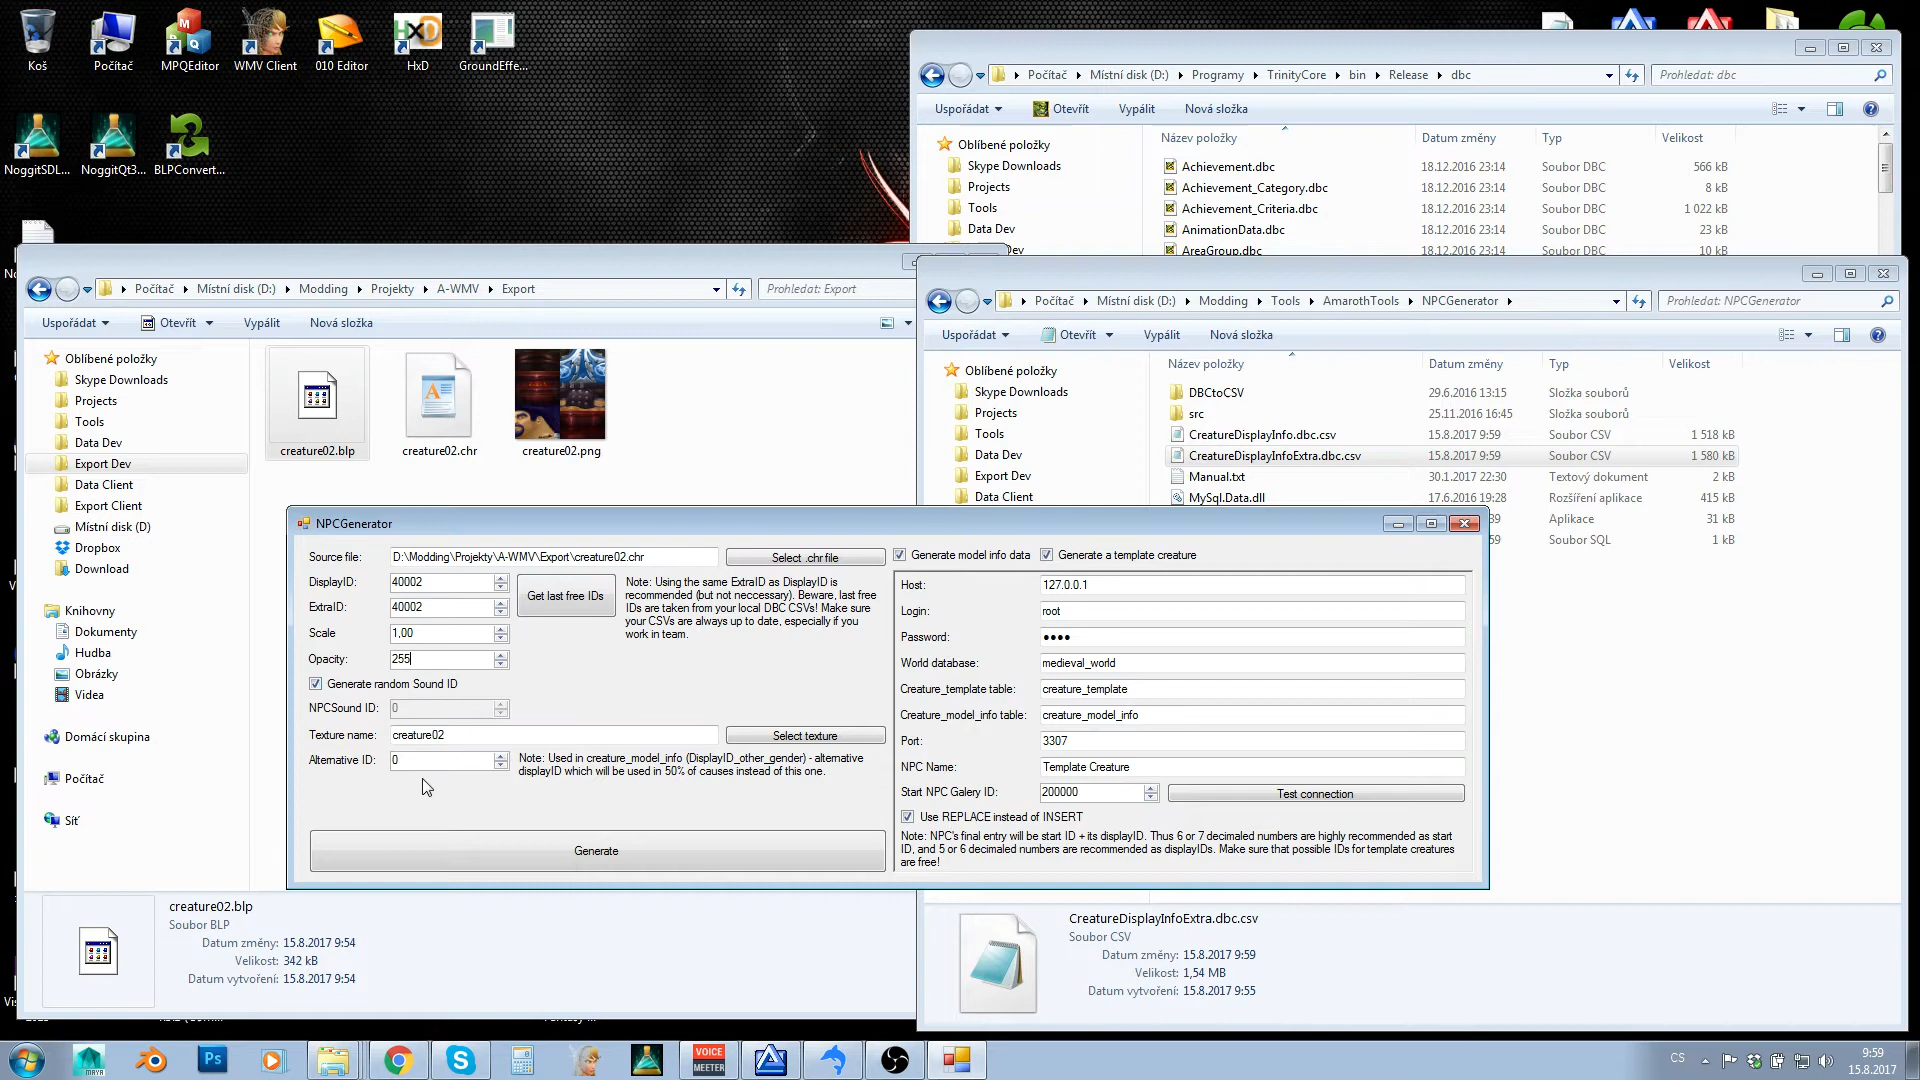 Koš
Počítač
MPQEditor
WMV Client
010 Editor
HxD
GroundEffe...
NoggitSDL...
NoggitQt3...
BLPConvert...
Počítač
Místní disk (D:)
Programy
TrinityCore
bin
Release
dbc
Prohledat: dbc
Uspořádat
Otevřít
Vypálit
Nová složka
Název položky
Datum změny
Typ
Velikost
Oblíbené položky
Skype Downloads
Projects
Tools
Data Dev
Achievement.dbc 18.12.2016 23:14 Soubor DBC 566 kB
Achievement_Category.dbc 18.12.2016 23:14 Soubor DBC 8 kB
Achievement_Criteria.dbc 18.12.2016 23:14 Soubor DBC 1 022 kB
AnimationData.dbc 18.12.2016 23:14 Soubor DBC 23 kB
AreaGroup.dbc 18.12.2016 23:14 Soubor DBC 10 kB
Počítač
Místní disk (D:)
Modding
Projekty
A-WMV
Export
Prohledat: Export
Uspořádat
Otevřít
Vypálit
Nová složka
Oblíbené položky
Skype Downloads
Projects
Tools
Data Dev
Export Dev
Data Client
Export Client
Místní disk (D)
Dropbox
Download
Knihovny
Dokumenty
Hudba
Obrázky
Videa
Domácí skupina
Počítač
Síť
creature02.blp
creature02.chr
creature02.png
Počítač
Místní disk (D:)
Modding
Tools
AmarothTools
NPCGenerator
Prohledat: NPCGenerator
Uspořádat
Otevřít
Vypálit
Nová složka
Název položky
Datum změny
Typ
Velikost
Oblíbené položky
Skype Downloads
Projects
Tools
Data Dev
Export Dev
Data Client
DBCtoCSV 29.6.2016 13:15 Složka souborů
src 25.11.2016 16:45 Složka souborů
CreatureDisplayInfo.dbc.csv 15.8.2017 9:59 Soubor CSV 1 518 kB
CreatureDisplayInfoExtra.dbc.csv 15.8.2017 9:59 Soubor CSV 1 580 kB
Manual.txt 30.1.2017 22:30 Textový dokument 2 kB
MySql.Data.dll 17.6.2016 19:28 Rozšíření aplikace 415 kB
39 Aplikace 31 kB
59 Soubor SQL 1 kB
NPCGenerator
Source file: D:\Modding\Projekty\A-WMV\Export\creature02.chr
Select .chr file
DisplayID: 40002
ExtraID: 40002
Get last free IDs
Note: Using the same ExtraID as DisplayID is
recommended (but not neccessary). Beware, last free
IDs are taken from your local DBC CSVs! Make sure
your CSVs are always up to date, especially if you
work in team.
Scale 1,00
Opacity: 255
Generate random Sound ID
NPCSound ID: 0
Texture name: creature02
Select texture
Alternative ID: 0
Note: Used in creature_model_info (DisplayID_other_gender) - alternative
displayID which will be used in 50% of causes instead of this one.
Generate
Generate model info data
Generate a template creature
Host: 127.0.0.1
Login: root
Password: ●●●●
World database: medieval_world
Creature_template table: creature_template
Creature_model_info table: creature_model_info
Port: 3307
NPC Name: Template Creature
Start NPC Galery ID: 200000
Test connection
Use REPLACE instead of INSERT
Note: NPC's final entry will be start ID + its displayID. Thus 6 or 7 decimaled numbers are highly recommended as start
ID, and 5 or 6 decimaled numbers are recommended as displayIDs. Make sure that possible IDs for template creatures
are free!
creature02.blp
Soubor BLP
Datum změny: 15.8.2017 9:54
Velikost: 342 kB
Datum vytvoření: 15.8.2017 9:54
CreatureDisplayInfoExtra.dbc.csv
Soubor CSV
Datum změny: 15.8.2017 9:59
Velikost: 1,54 MB
Datum vytvoření: 15.8.2017 9:55
MAYA
Ps
VOICE
MEETER
CS
9:59
15.8.2017